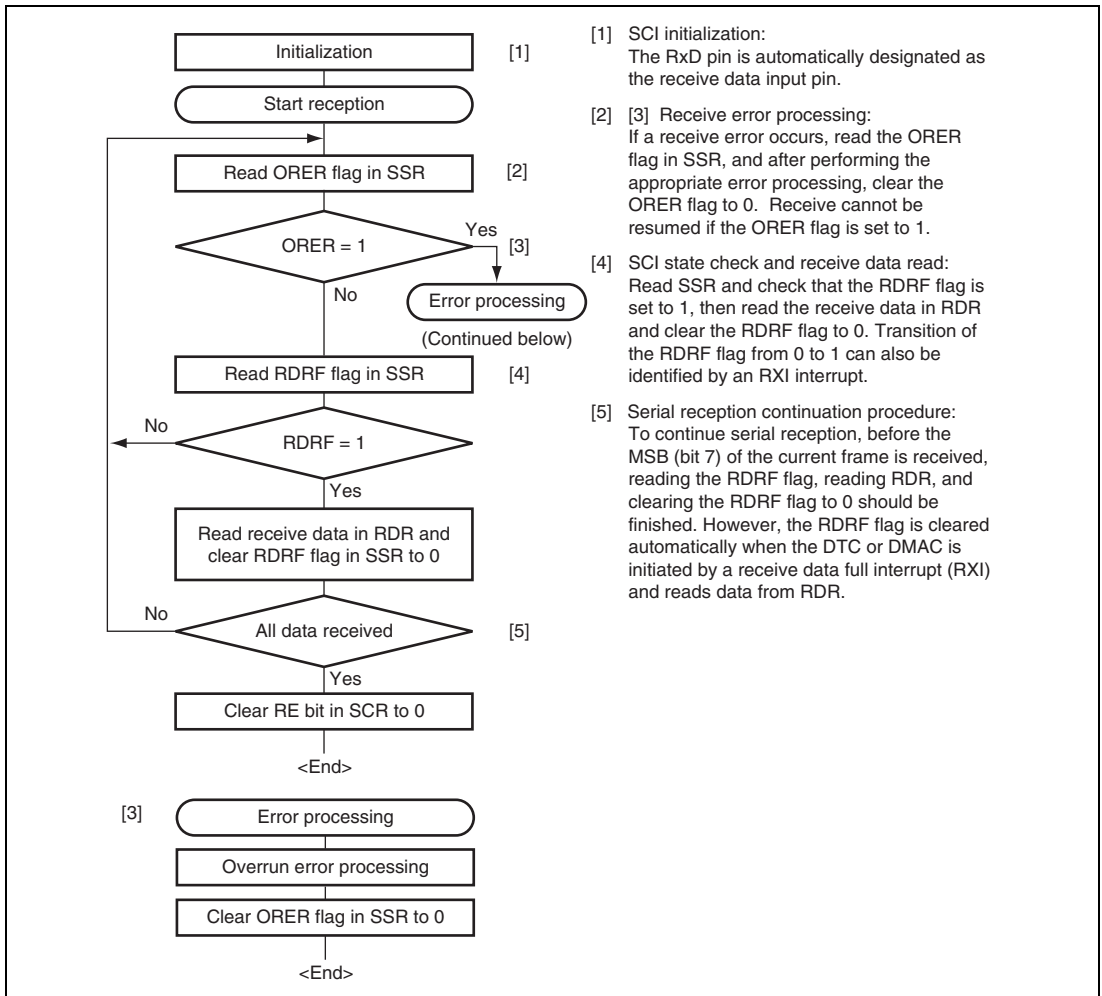 Initialization
[1]
Start reception
Read ORER flag in SSR
[2]
ORER = 1
Yes
[3]
No
Error processing
(Continued below)
Read RDRF flag in SSR
[4]
No
RDRF = 1
Yes
Read receive data in RDR and
clear RDRF flag in SSR to 0
No
All data received
[5]
Yes
Clear RE bit in SCR to 0
<End>
[3]
Error processing
Overrun error processing
Clear ORER flag in SSR to 0
<End>
[1] SCI initialization:
The RxD pin is automatically designated as
the receive data input pin.
[2] [3] Receive error processing:
If a receive error occurs, read the ORER
flag in SSR, and after performing the
appropriate error processing, clear the
ORER flag to 0. Receive cannot be
resumed if the ORER flag is set to 1.
[4] SCI state check and receive data read:
Read SSR and check that the RDRF flag is
set to 1, then read the receive data in RDR
and clear the RDRF flag to 0. Transition of
the RDRF flag from 0 to 1 can also be
identified by an RXI interrupt.
[5] Serial reception continuation procedure:
To continue serial reception, before the
MSB (bit 7) of the current frame is received,
reading the RDRF flag, reading RDR, and
clearing the RDRF flag to 0 should be
finished. However, the RDRF flag is cleared
automatically when the DTC or DMAC is
initiated by a receive data full interrupt (RXI)
and reads data from RDR.